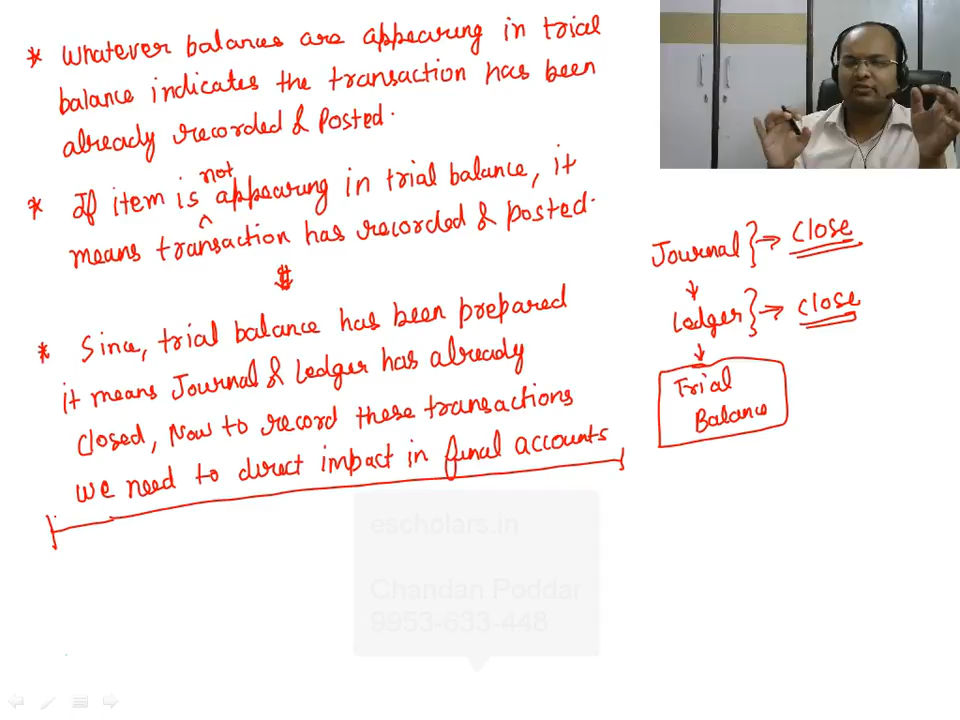 * Whatever balances are appearing in trial
balance indicates the transaction has been
already recorded & Posted.
* If item is not appearing in trial balance, it
means transaction has recorded & posted.
* Since, trial balance has been prepared
it means Journal & Ledger has already
closed, Now to record these transactions
we need to direct impact in final accounts
Journal } → Close
Ledger } → Close
Trial
Balance
escholars.in
Chandan Poddar
9953-633-448